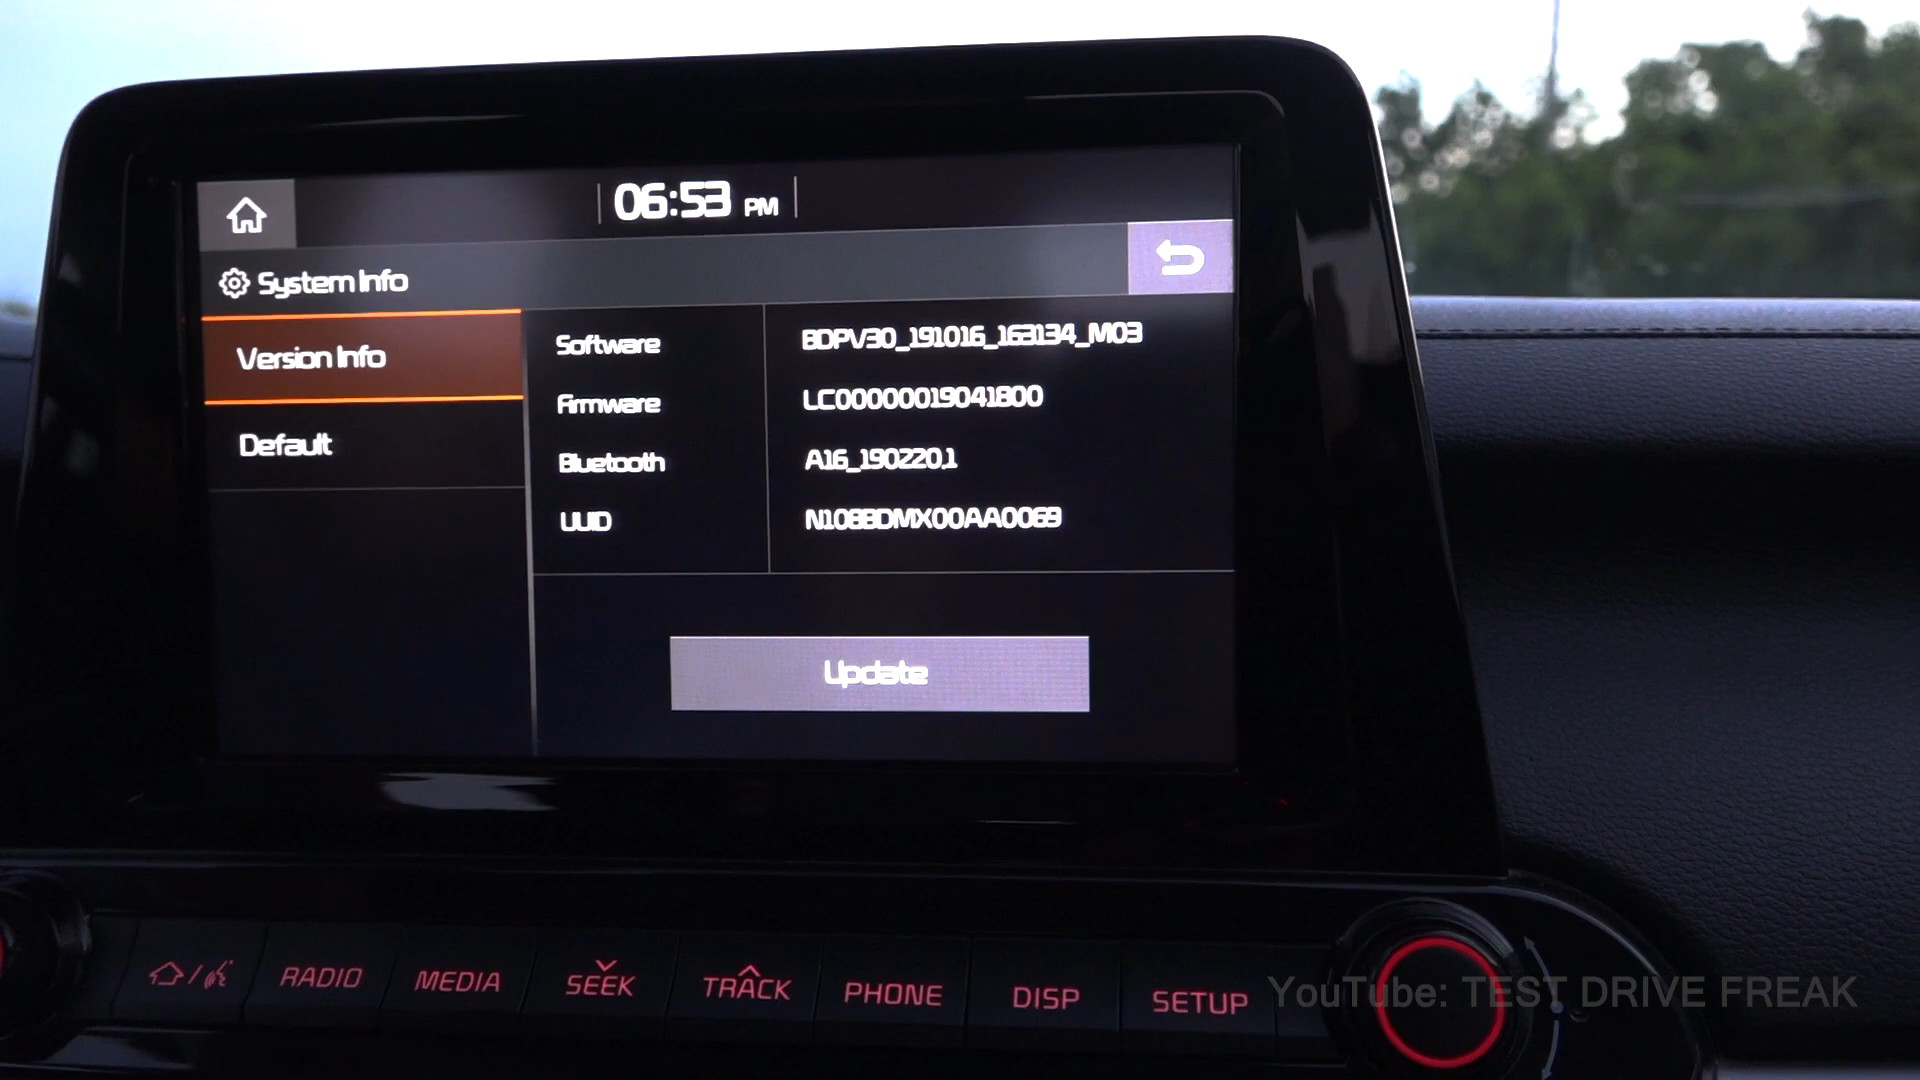 06:53 PM
System Info
Version Info
Default
Software BDPV30_191016_163134_M03
Firmware LC00000019041800
Bluetooth A16_190220.1
UUID N108BDMX00AA0069
Update
RADIO MEDIA SEEK TRACK PHONE DISP SETUP
YouTube: TEST DRIVE FREAK